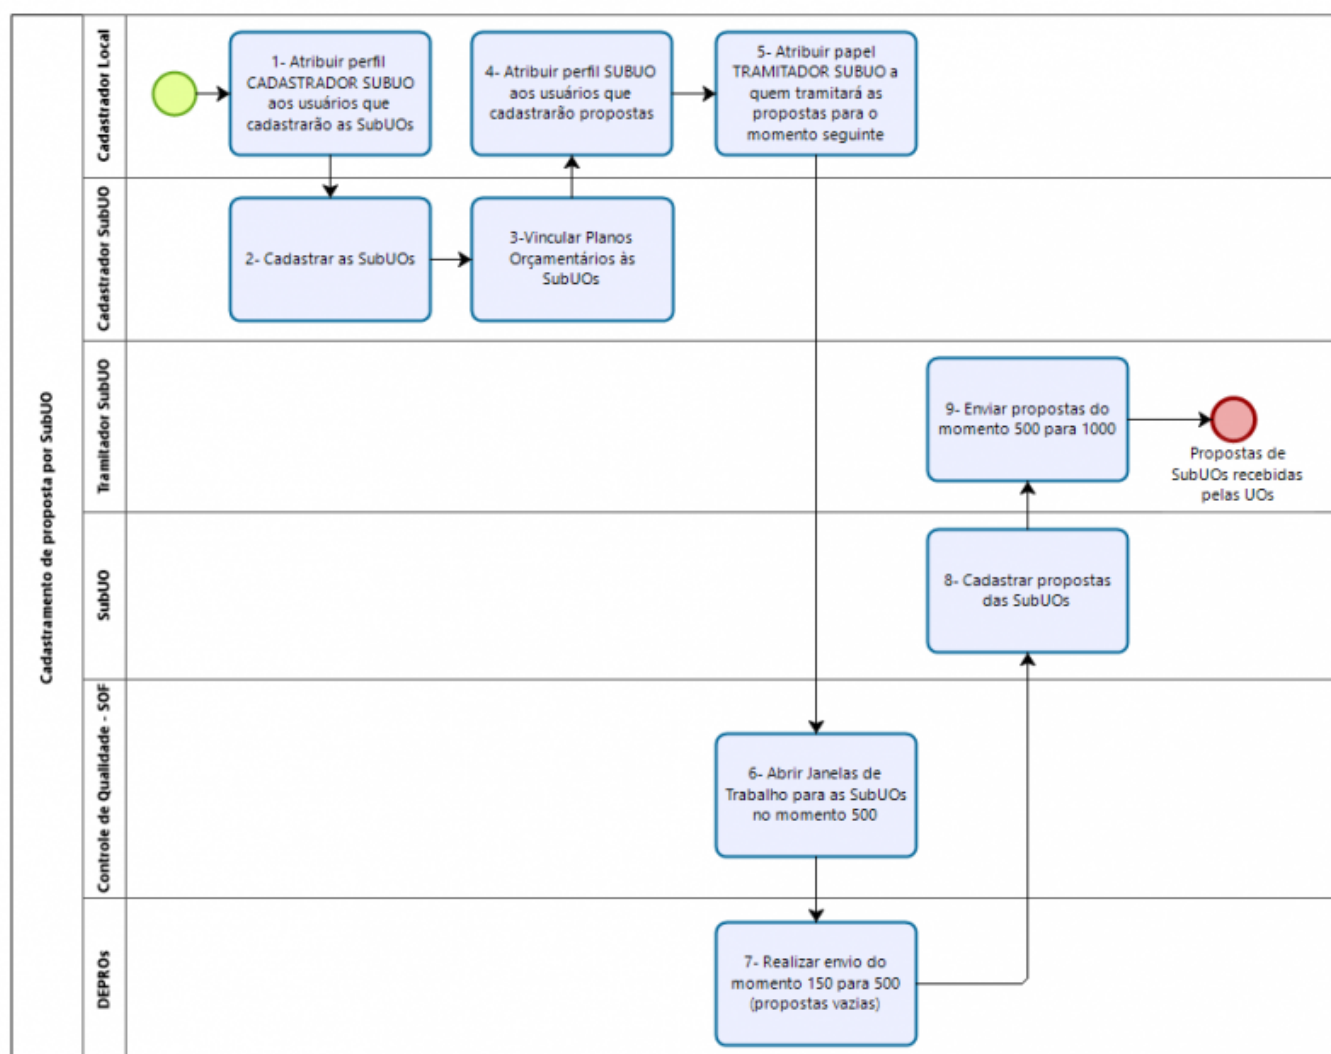 Cadastramento de proposta por SubUO
Cadastrador Local
1- Atribuir perfil
CADASTRADOR SUBUO
aos usuários que
cadastrarão as SubUOs
4- Atribuir perfil SUBUO
aos usuários que
cadastrarão propostas
5- Atribuir papel
TRAMITADOR SUBUO a
quem tramitará as
propostas para o
momento seguinte
Cadastrador SubUO
2- Cadastrar as SubUOs
3-Vincular Planos
Orçamentários às
SubUOs
Tramitador SubUO
9- Enviar propostas do
momento 500 para 1000
Propostas de
SubUOs recebidas
pelas UOs
SubUO
8- Cadastrar propostas
das SubUOs
Controle de Qualidade - SOF
6- Abrir Janelas de
Trabalho para as SubUOs
no momento 500
DEPROs
7- Realizar envio do
momento 150 para 500
(propostas vazias)